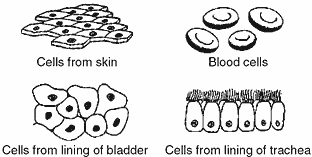 Cells from skin
Blood cells
Cells from lining of bladder
Cells from lining of trachea